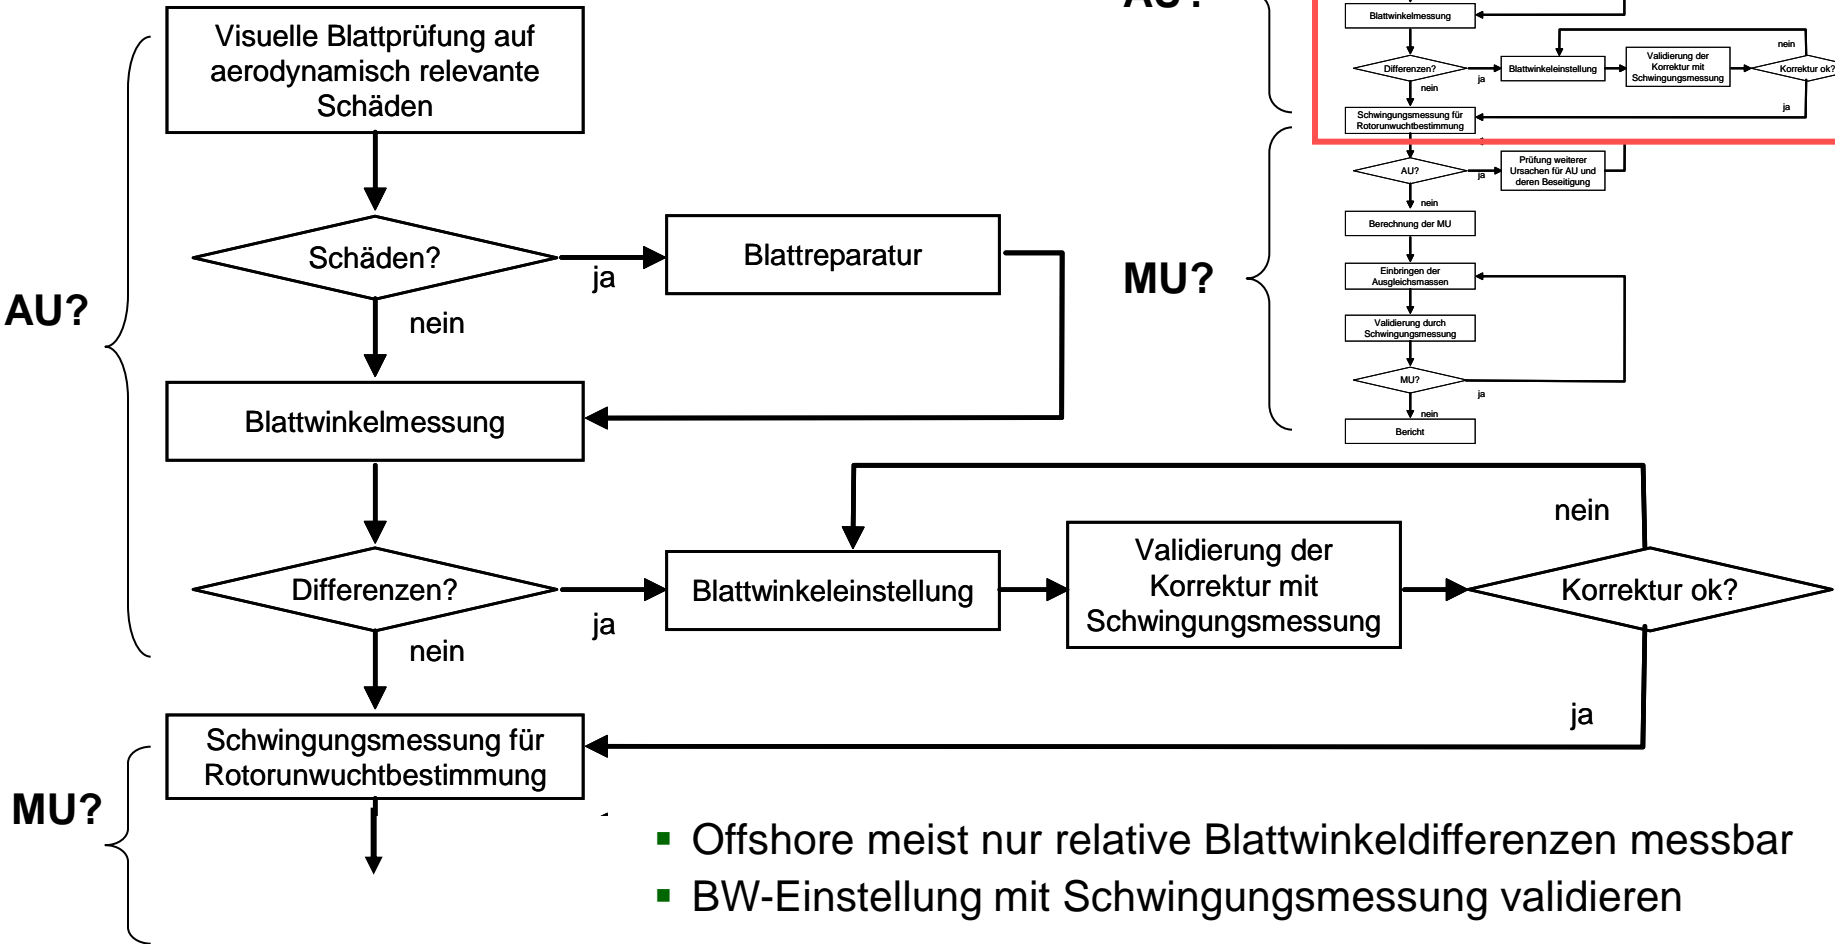 Visuelle Blattprüfung auf
aerodynamisch relevante
Schäden
Schäden?
ja
Blattreparatur
nein
AU?
Blattwinkelmessung
Differenzen?
ja
Blattwinkeleinstellung
Validierung der
Korrektur mit
Schwingungsmessung
Korrektur ok?
nein
nein
ja
Schwingungsmessung für
Rotorunwuchtbestimmung
MU?
Offshore meist nur relative Blattwinkeldifferenzen messbar
BW-Einstellung mit Schwingungsmessung validieren
AU?
Blattwinkelmessung
Differenzen?
ja
Blattwinkeleinstellung
Validierung der
Korrektur mit
Schwingungsmessung
nein
Korrektur ok?
nein
ja
Schwingungsmessung für
Rotorunwuchtbestimmung
AU?
ja
Prüfung weiterer
Ursachen für AU und
deren Beseitigung
nein
Berechnung der MU
MU?
Einbringen der
Ausgleichsmassen
Validierung durch
Schwingungsmessung
MU?
ja
nein
Bericht